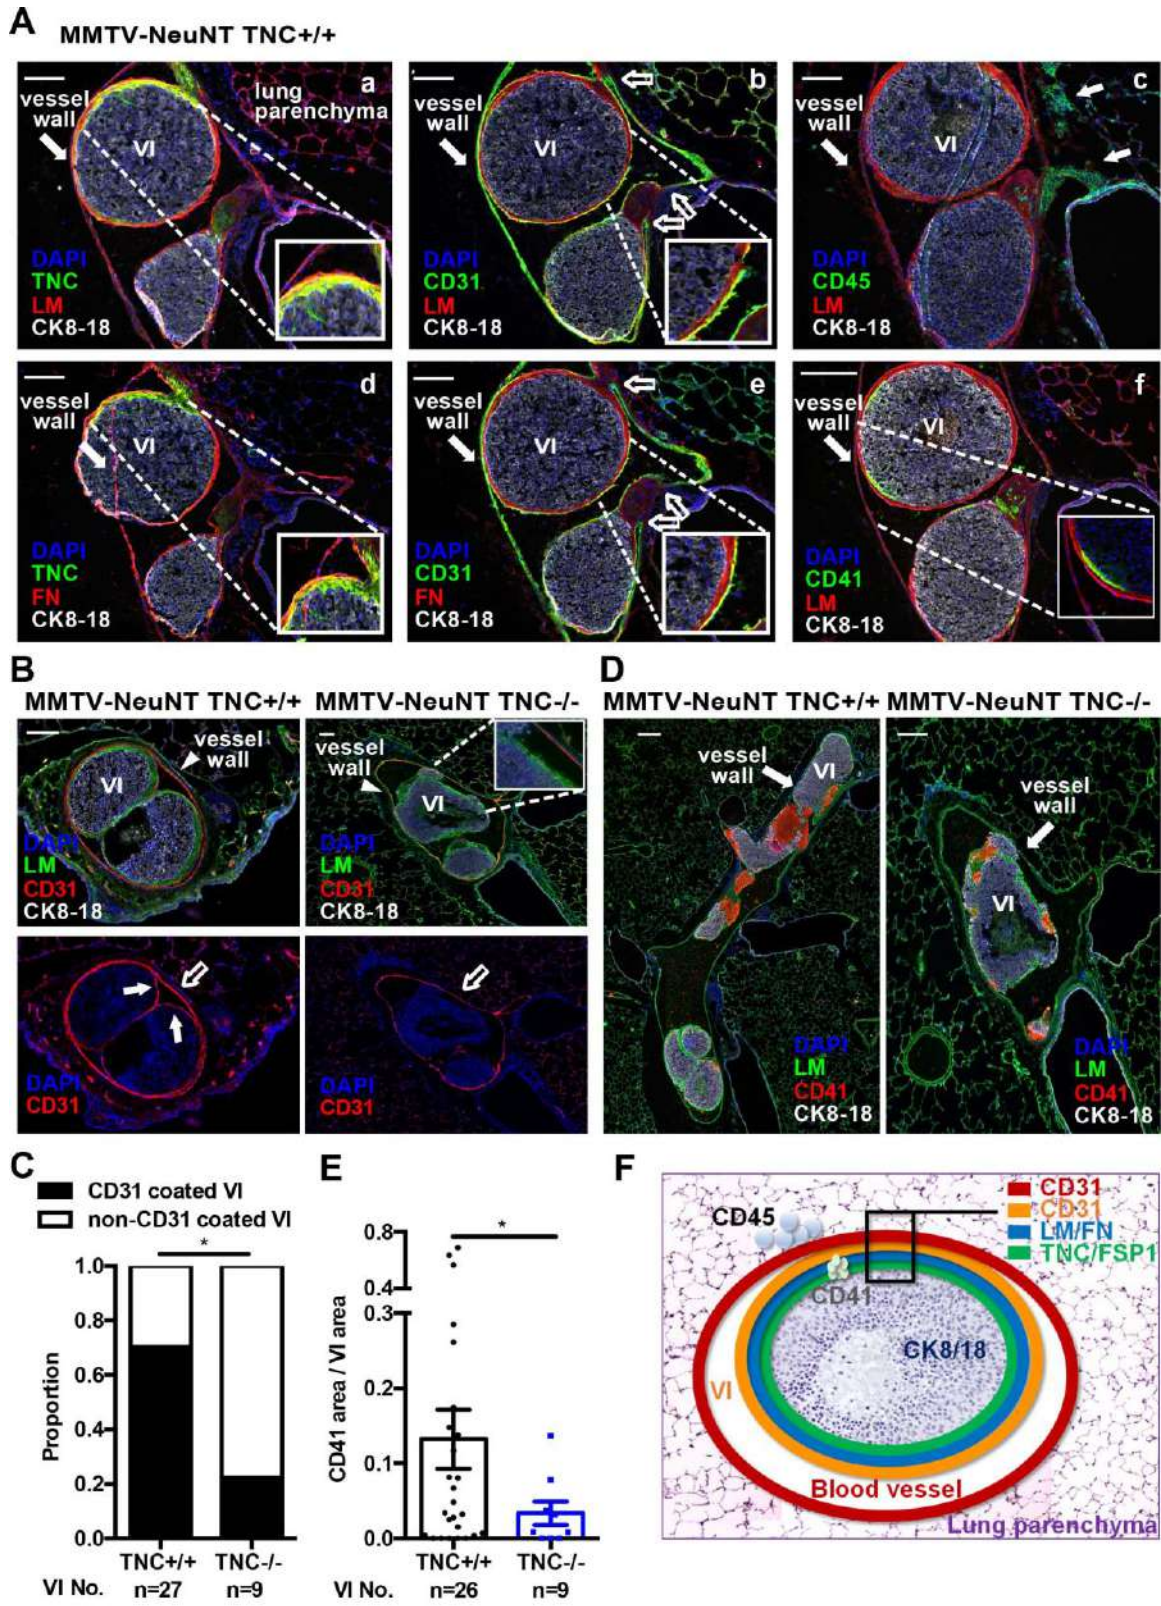 A
MMTV-NeuNT TNC+/+
a
vessel
wall
lung
parenchyma
VI
DAPI
TNC
LM
CK8-18
b
vessel
wall
VI
DAPI
CD31
LM
CK8-18
c
vessel
wall
VI
DAPI
CD45
LM
CK8-18
d
vessel
wall
VI
DAPI
TNC
FN
CK8-18
e
vessel
wall
VI
DAPI
CD31
FN
CK8-18
f
vessel
wall
VI
DAPI
CD41
LM
CK8-18
B
MMTV-NeuNT TNC+/+
MMTV-NeuNT TNC-/-
vessel
wall
VI
DAPI
LM
CD31
CK8-18
vessel
wall
VI
DAPI
LM
CD31
CK8-18
DAPI
CD31
DAPI
CD31
D
MMTV-NeuNT TNC+/+
MMTV-NeuNT TNC-/-
vessel
wall
VI
DAPI
LM
CD41
CK8-18
vessel
wall
VI
DAPI
LM
CD41
CK8-18
C
CD31 coated VI
non-CD31 coated VI
*
Proportion
1.0
0.8
0.6
0.4
0.2
0.0
TNC+/+ TNC-/-
VI No. n=27 n=9
E
*
CD41 area / VI area
0.8
0.4
0.3
0.2
0.1
0.0
TNC+/+ TNC-/-
VI No. n=26 n=9
F
CD31
CD31
LM/FN
TNC/FSP1
CD45
CD41
CK8/18
VI
Blood vessel
Lung parenchyma